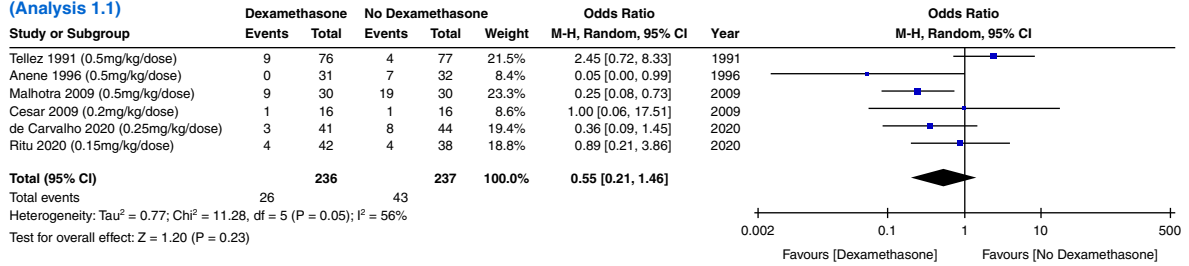 (Analysis 1.1)
Dexamethasone No Dexamethasone Odds Ratio Odds Ratio
Study or Subgroup Events Total Events Total Weight M-H, Random, 95% CI Year M-H, Random, 95% CI
Tellez 1991 (0.5mg/kg/dose) 9 76 4 77 21.5% 2.45 [0.72, 8.33] 1991
Anene 1996 (0.5mg/kg/dose) 0 31 7 32 8.4% 0.05 [0.00, 0.99] 1996
Malhotra 2009 (0.5mg/kg/dose) 9 30 19 30 23.3% 0.25 [0.08, 0.73] 2009
Cesar 2009 (0.2mg/kg/dose) 1 16 1 16 8.6% 1.00 [0.06, 17.51] 2009
de Carvalho 2020 (0.25mg/kg/dose) 3 41 8 44 19.4% 0.36 [0.09, 1.45] 2020
Ritu 2020 (0.15mg/kg/dose) 4 42 4 38 18.8% 0.89 [0.21, 3.86] 2020
Total (95% CI) 236 237 100.0% 0.55 [0.21, 1.46]
Total events 26 43
Heterogeneity: Tau² = 0.77; Chi² = 11.28, df = 5 (P = 0.05); I² = 56%
Test for overall effect: Z = 1.20 (P = 0.23)
0.002 0.1 1 10 500
Favours [Dexamethasone] Favours [No Dexamethasone]